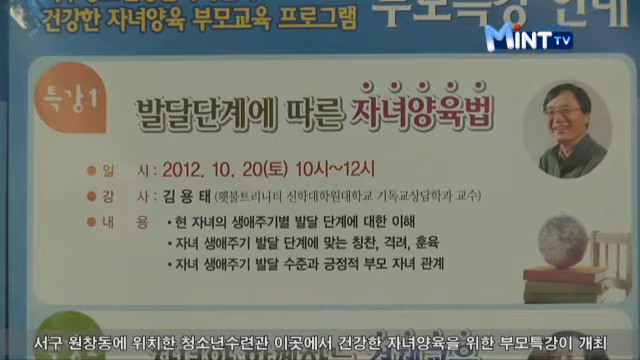 건강한 자녀양육 부모교육 프로그램
부모특강 안내
MINT TV
특강1
발달단계에 따른 자녀양육법
일 시 : 2012. 10. 20(토) 10시~12시
강 사 : 김용태 (횃불트리니티 신학대학원대학교 기독교상담학과 교수)
내 용 • 현 자녀의 생애주기별 발달 단계에 대한 이해
• 자녀 생애주기 발달 단계에 맞는 칭찬, 격려, 훈육
• 자녀 생애주기 발달 수준과 긍정적 부모 자녀 관계
서구 원창동에 위치한 청소년수련관 이곳에서 건강한 자녀양육을 위한 부모특강이 개최